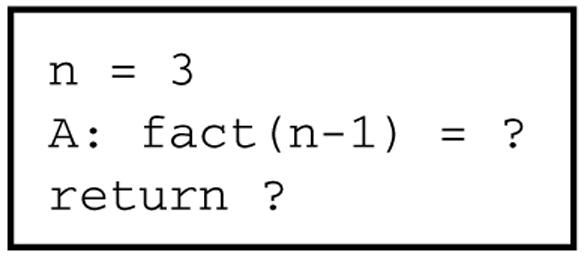 n = 3
A: fact(n-1) = ?
return ?